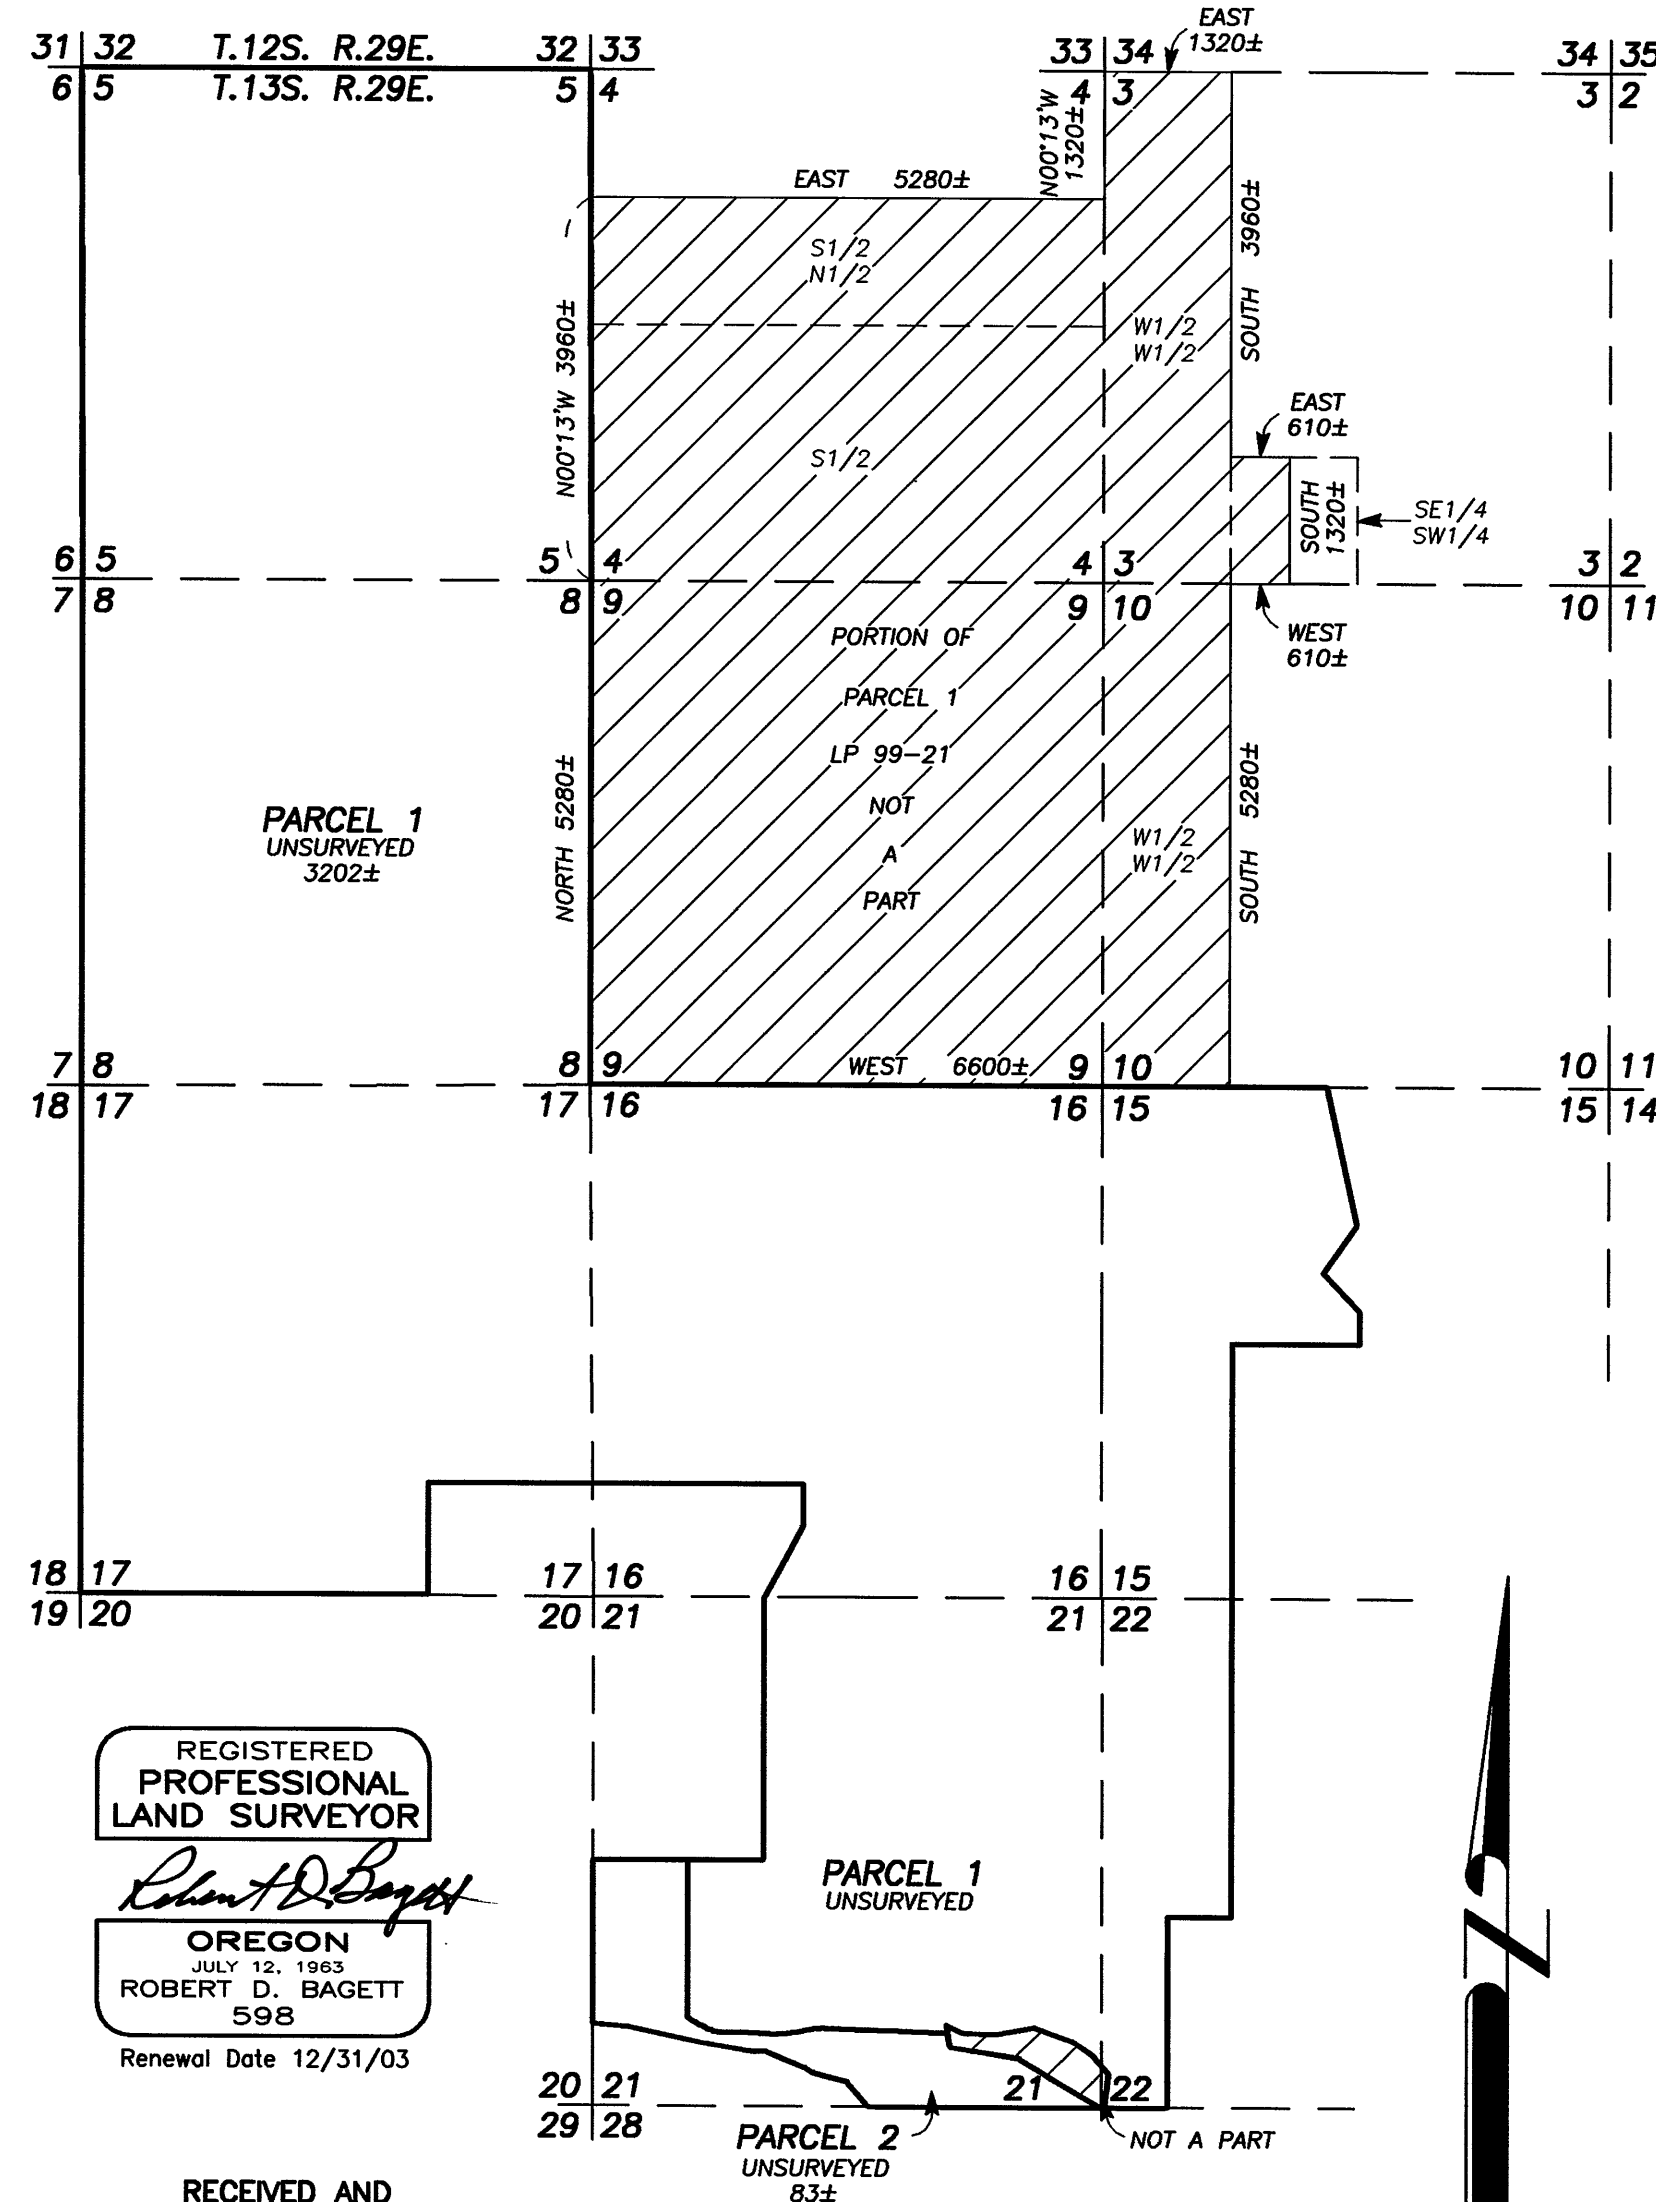 EAST
1320±
31 32 T.12S. R.29E. 32 33 33 34 34 35
6 5 T.13S. R.29E. 5 4 4 3 3 2
N00°13'W
1320±
EAST 5280±
S1/2
N1/2
SOUTH 3960±
N00°13'W 3960±
W1/2
W1/2
EAST
610±
S1/2
SOUTH
1320±
SE1/4
SW1/4
6 5 5 4 4 3 3 2
7 8 8 9 9 10 10 11
WEST
610±
PORTION OF
PARCEL 1
LP 99-21
NOT
A
PART
NORTH 5280±
SOUTH 5280±
W1/2
W1/2
PARCEL 1
UNSURVEYED
3202±
WEST 6600±
7 8 8 9 9 10 10 11
18 17 17 16 16 15 15 14
18 17 17 16 16 15
19 20 20 21 21 22
REGISTERED
PROFESSIONAL
LAND SURVEYOR
Robert D. Bagett
OREGON
JULY 12, 1963
ROBERT D. BAGETT
598
Renewal Date 12/31/03
PARCEL 1
UNSURVEYED
N
20 21 21 22
29 28
PARCEL 2
UNSURVEYED
83±
NOT A PART
RECEIVED AND